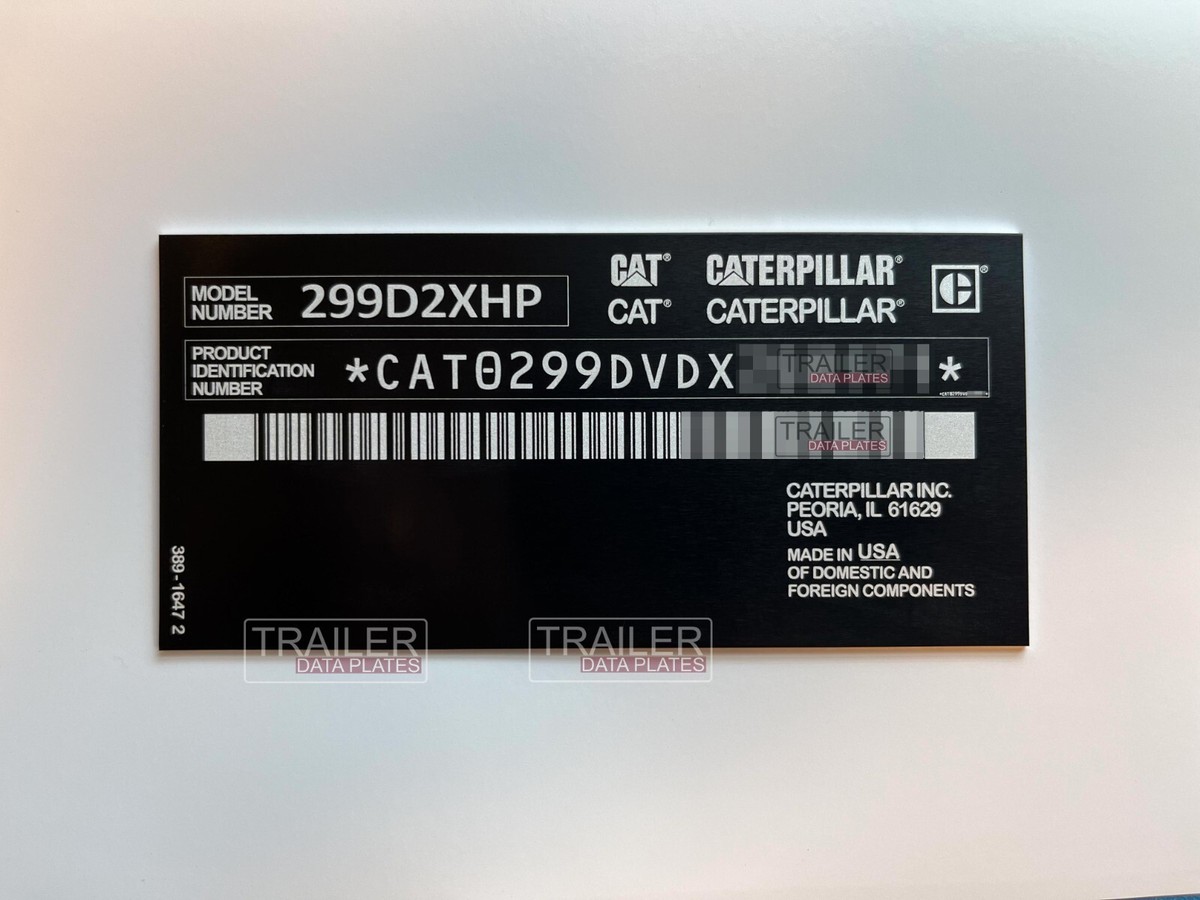 MODEL NUMBER 299D2XHP
CAT® CATERPILLAR® C®
CAT® CATERPILLAR®
PRODUCT
IDENTIFICATION
NUMBER
*CAT0299DVDX *
TRAILER
DATA PLATES
TRAILER
DATA PLATES
CATERPILLAR INC.
PEORIA, IL 61629
USA
MADE IN USA
OF DOMESTIC AND
FOREIGN COMPONENTS
389-1647 2
TRAILER
DATA PLATES
TRAILER
DATA PLATES